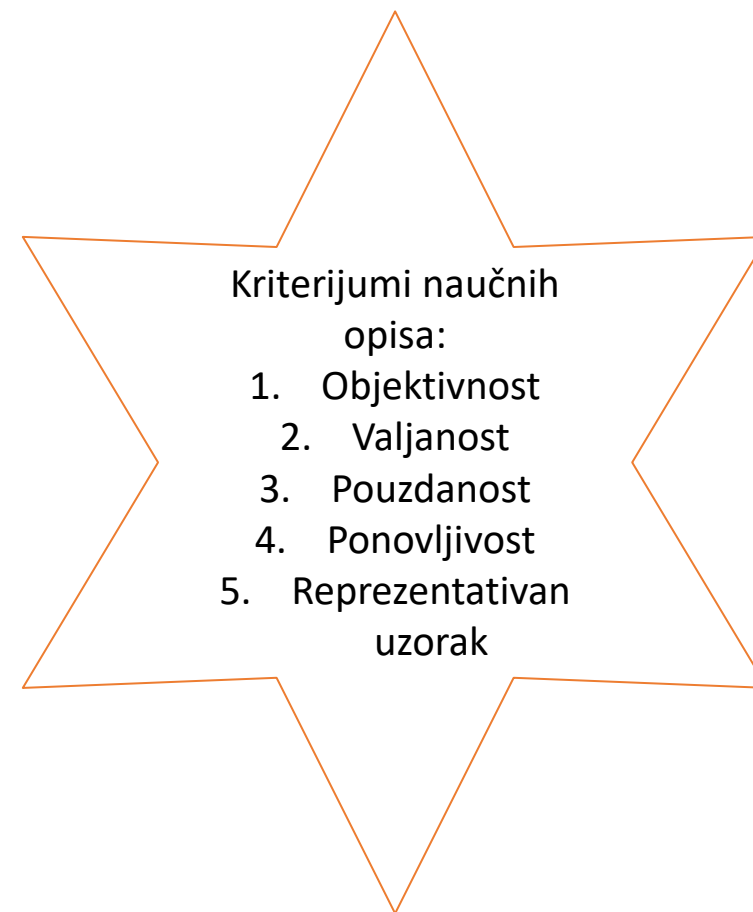 Kriterijumi naučnih
opisa:
1. Objektivnost
2. Valjanost
3. Pouzdanost
4. Ponovljivost
5. Reprezentativan
uzorak